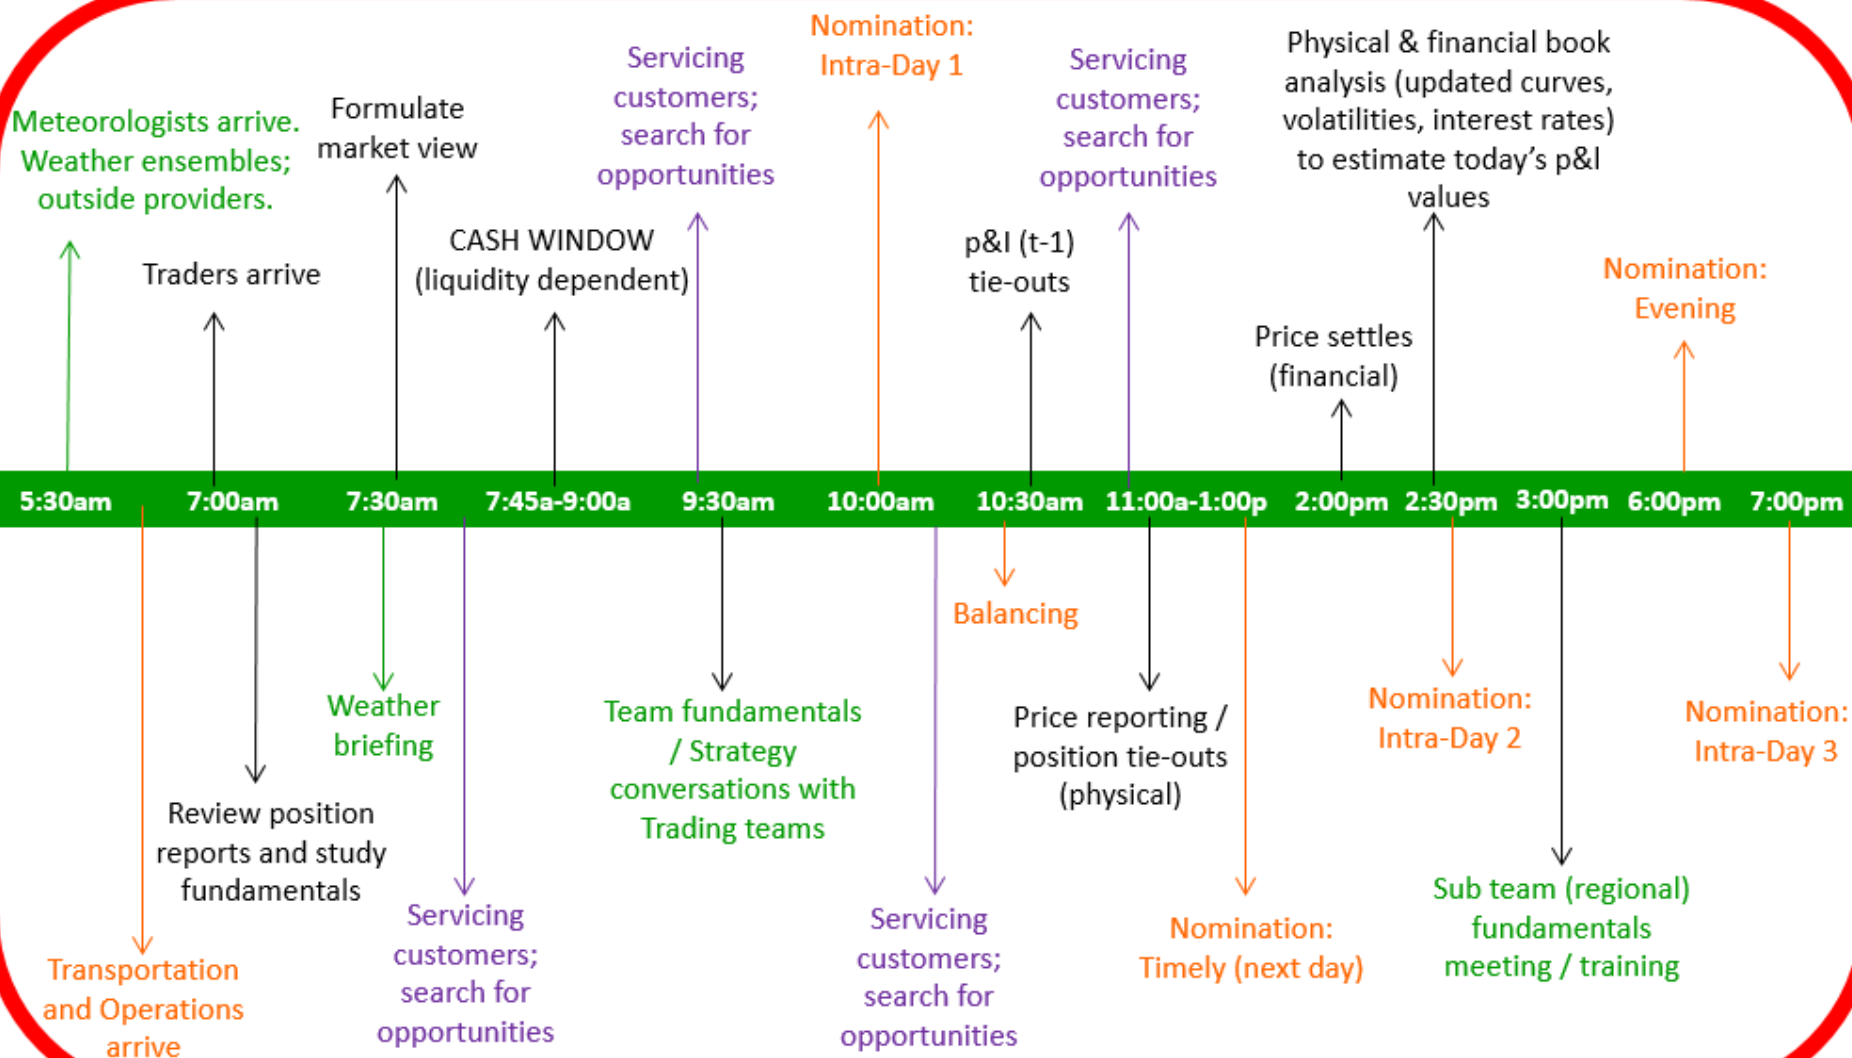 Meteorologists arrive.
Weather ensembles;
outside providers.
Traders arrive
Formulate
market view
CASH WINDOW
(liquidity dependent)
Servicing
customers;
search for
opportunities
Nomination:
Intra-Day 1
p&l (t-1)
tie-outs
Servicing
customers;
search for
opportunities
Price settles
(financial)
Physical & financial book
analysis (updated curves,
volatilities, interest rates)
to estimate today’s p&l
values
Nomination:
Evening
5:30am 7:00am 7:30am 7:45a-9:00a 9:30am 10:00am 10:30am 11:00a-1:00p 2:00pm 2:30pm 3:00pm 6:00pm 7:00pm
Transportation
and Operations
arrive
Review position
reports and study
fundamentals
Weather
briefing
Servicing
customers;
search for
opportunities
Team fundamentals
/ Strategy
conversations with
Trading teams
Servicing
customers;
search for
opportunities
Balancing
Price reporting /
position tie-outs
(physical)
Nomination:
Timely (next day)
Nomination:
Intra-Day 2
Sub team (regional)
fundamentals
meeting / training
Nomination:
Intra-Day 3